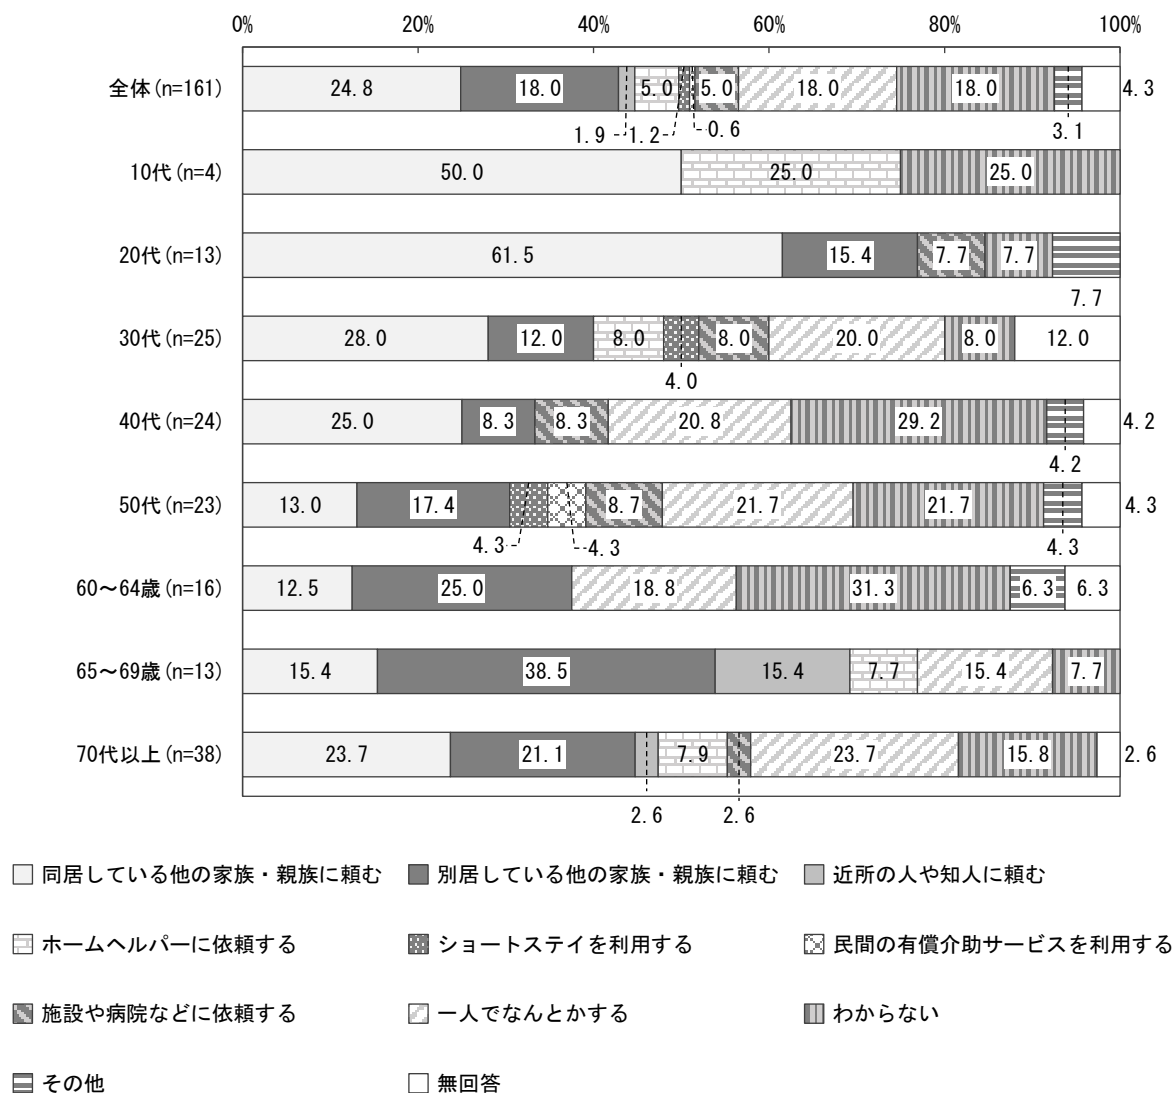 0% 20% 40% 60% 80% 100%
全体(n=161) 24.8 18.0 5.0 5.0 18.0 18.0 4.3
1.9 1.2 0.6 3.1
10代(n=4) 50.0 25.0 25.0
20代(n=13) 61.5 15.4 7.7 7.7
7.7
30代(n=25) 28.0 12.0 8.0 8.0 20.0 8.0 12.0
4.0
40代(n=24) 25.0 8.3 8.3 20.8 29.2 4.2
4.2
50代(n=23) 13.0 17.4 8.7 21.7 21.7 4.3
4.3 4.3 4.3
60～64歳(n=16) 12.5 25.0 18.8 31.3 6.3 6.3
65～69歳(n=13) 15.4 38.5 15.4 7.7 15.4 7.7
70代以上(n=38) 23.7 21.1 7.9 23.7 15.8 2.6
2.6 2.6
同居している他の家族・親族に頼む 別居している他の家族・親族に頼む 近所の人や知人に頼む
ホームヘルパーに依頼する ショートステイを利用する 民間の有償介助サービスを利用する
施設や病院などに依頼する 一人でなんとかする わからない
その他 無回答